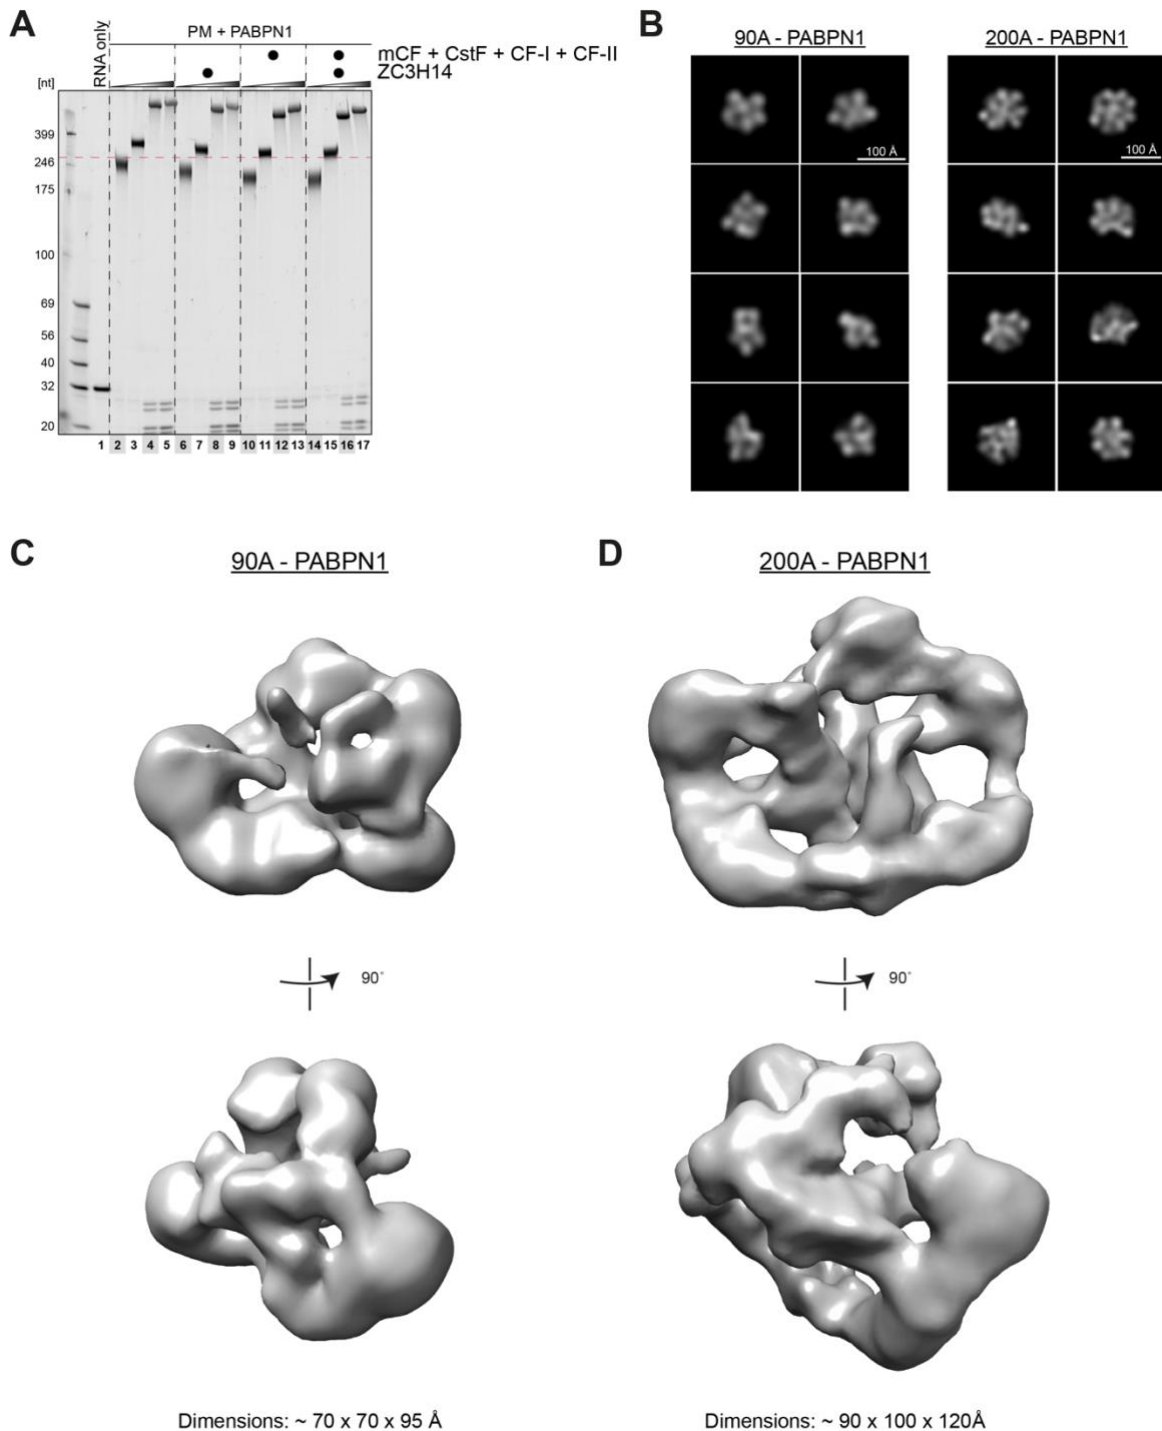 A
RNA only
PM + PABPN1
mCF + CstF + CF-I + CF-II
ZC3H14
[nt]
399
246
175
100
69
56
40
32
20
1 2 3 4 5 6 7 8 9 10 11 12 13 14 15 16 17
B
90A - PABPN1
200A - PABPN1
100 Å
100 Å
C
90A - PABPN1
90°
Dimensions: ~ 70 x 70 x 95 Å
D
200A - PABPN1
90°
Dimensions: ~ 90 x 100 x 120Å